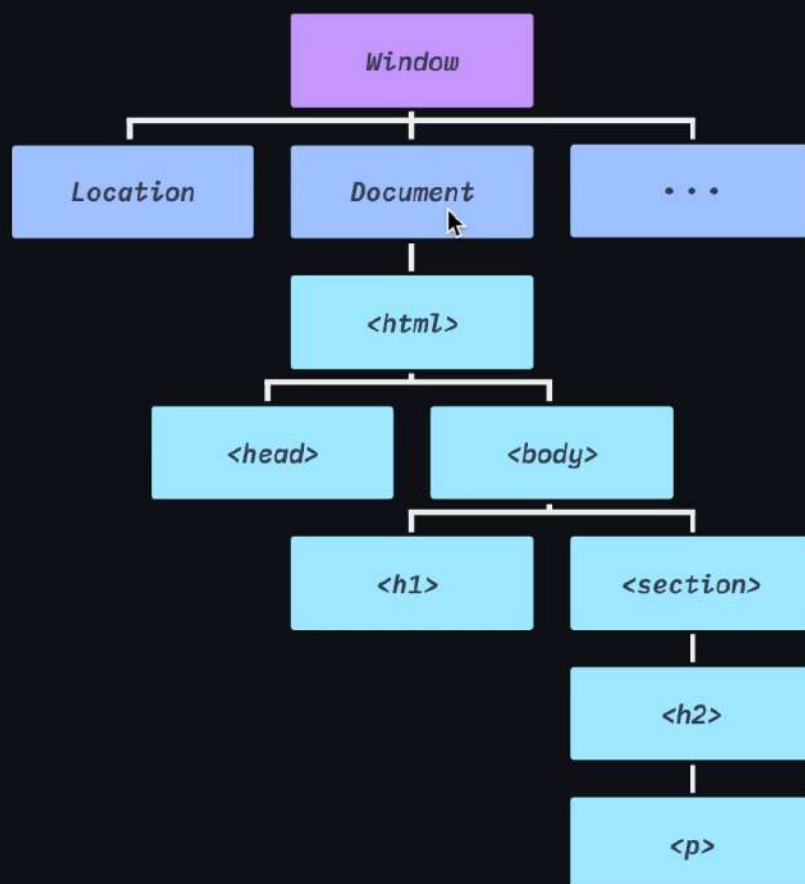 Window
Location Document •••
<html>
<head> <body>
<h1> <section>
<h2>
<p>